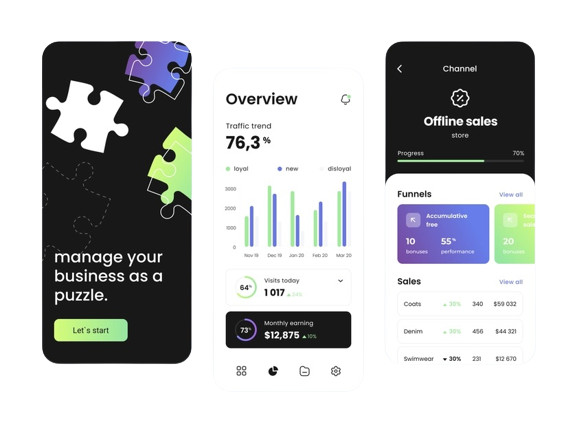 manage your
business as a
puzzle.
Let`s start
Overview
Traffic trend
76,3 %
loyal new disloyal
3000
2000
1000
0
Nov 19 Dec 19 Jan 20 Feb 20 Mar 20
64% Visits today
1 017
73% Monthly earning
$12,875 ▲10%
Channel
Offline sales
store
Progress 70%
Funnels View all
Accumulative
free
10 55%
bonuses performance
20
bonuses
Sales View all
Coats 340 $59 032
Denim 456 $44 321
Swimwear ▼ 30% 231 $12 670